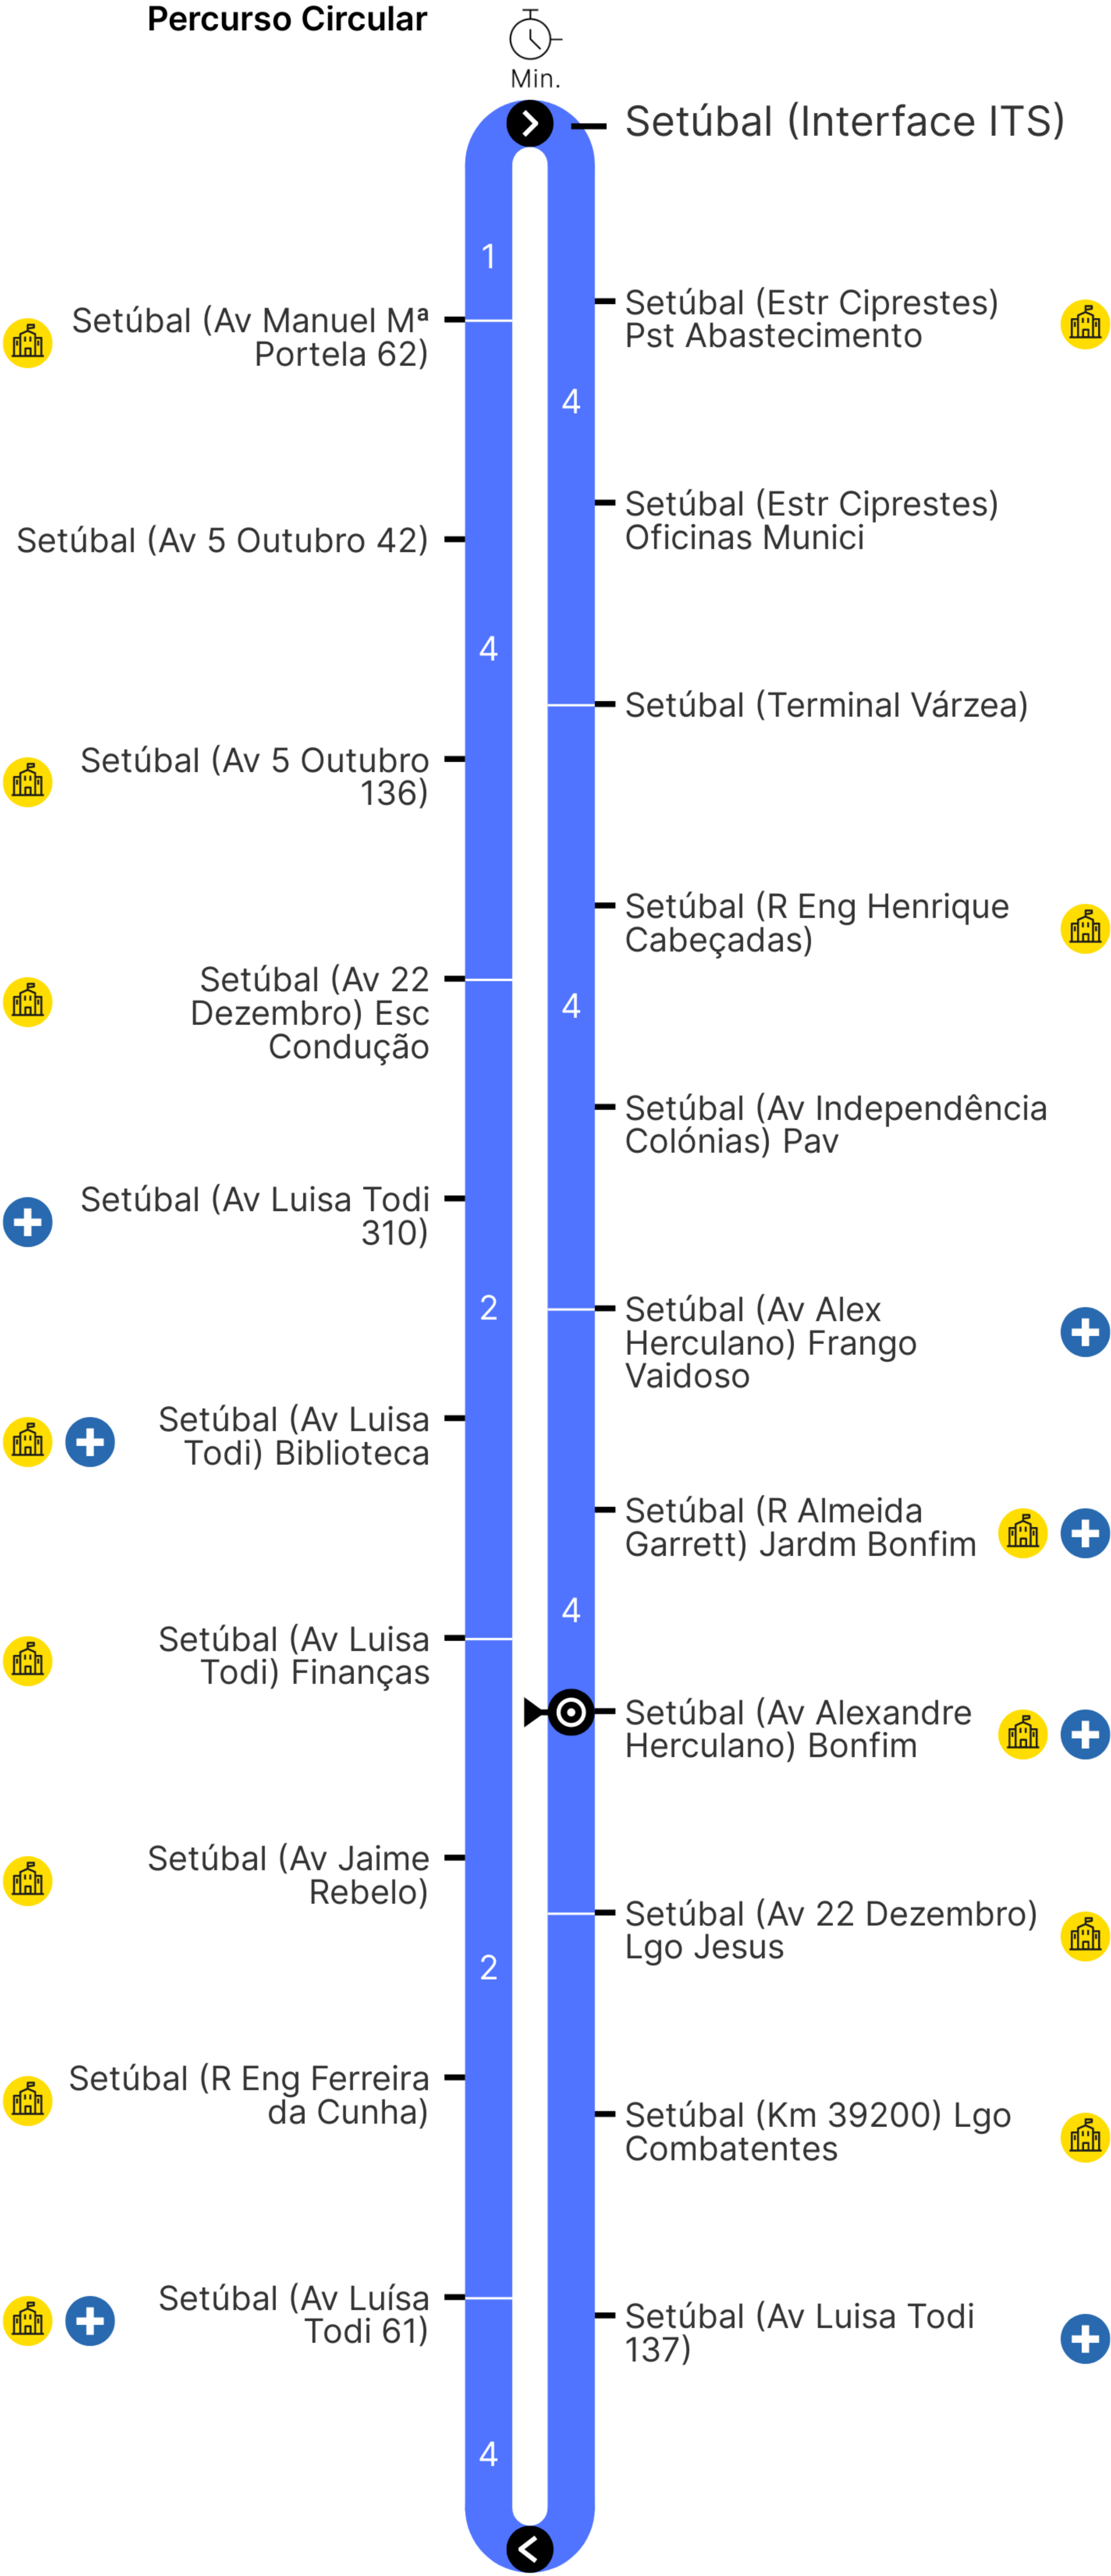 Percurso Circular
Min.
Setúbal (Interface ITS)
1
Setúbal (Estr Ciprestes)
Pst Abastecimento
Setúbal (Av Manuel Mª
Portela 62)
4
Setúbal (Estr Ciprestes)
Oficinas Munici
Setúbal (Av 5 Outubro 42)
4
Setúbal (Terminal Várzea)
Setúbal (Av 5 Outubro
136)
Setúbal (R Eng Henrique
Cabeçadas)
Setúbal (Av 22
Dezembro) Esc
Condução
4
Setúbal (Av Independência
Colónias) Pav
Setúbal (Av Luisa Todi
310)
2
Setúbal (Av Alex
Herculano) Frango
Vaidoso
Setúbal (Av Luisa
Todi) Biblioteca
Setúbal (R Almeida
Garrett) Jardm Bonfim
4
Setúbal (Av Luisa
Todi) Finanças
Setúbal (Av Alexandre
Herculano) Bonfim
Setúbal (Av Jaime
Rebelo)
Setúbal (Av 22 Dezembro)
Lgo Jesus
2
Setúbal (R Eng Ferreira
da Cunha)
Setúbal (Km 39200) Lgo
Combatentes
Setúbal (Av Luísa
Todi 61)
Setúbal (Av Luisa Todi
137)
4